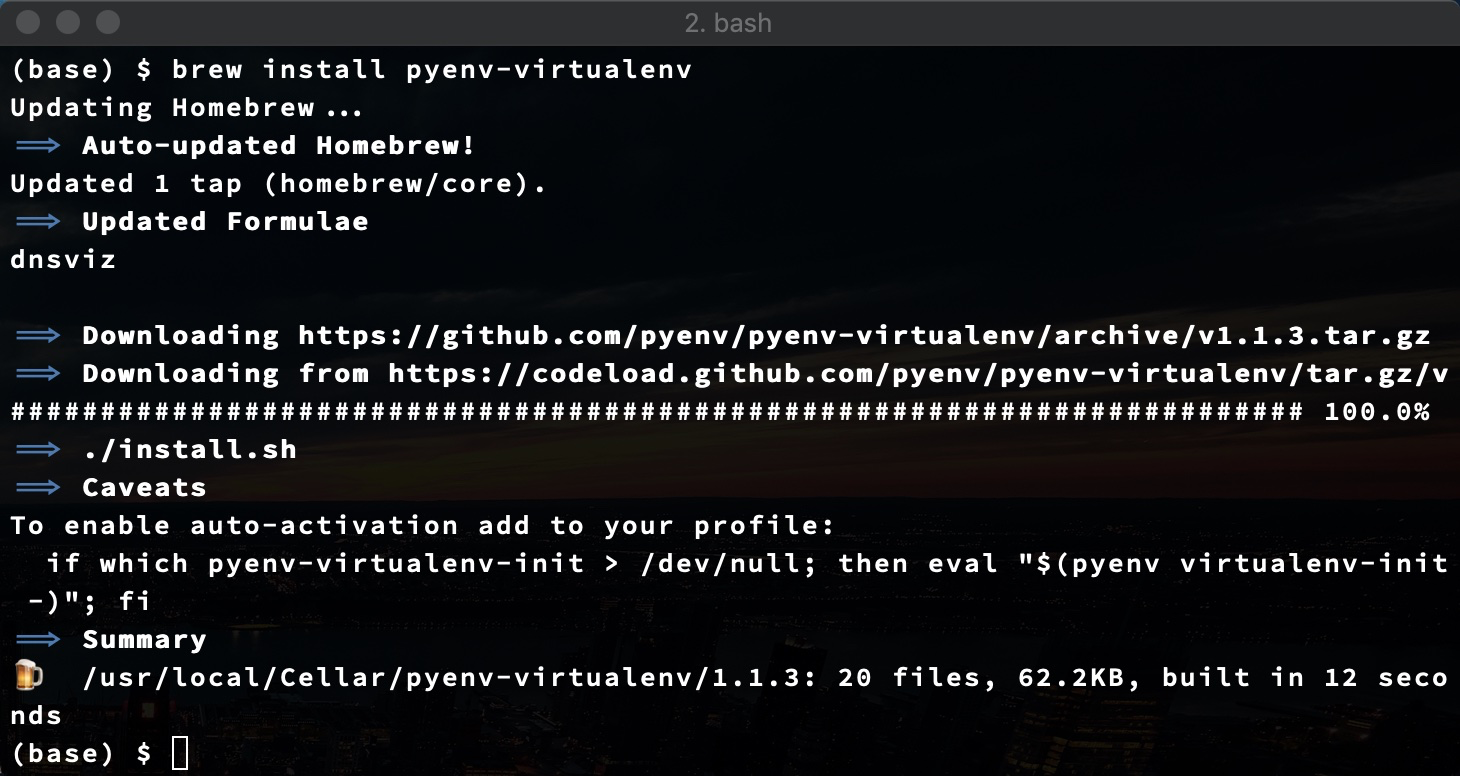 2. bash
(base) $ brew install pyenv-virtualenv
Updating Homebrew...
==> Auto-updated Homebrew!
Updated 1 tap (homebrew/core).
==> Updated Formulae
dnsviz
==> Downloading https://github.com/pyenv/pyenv-virtualenv/archive/v1.1.3.tar.gz
==> Downloading from https://codeload.github.com/pyenv/pyenv-virtualenv/tar.gz/v
######################################################################## 100.0%
==> ./install.sh
==> Caveats
To enable auto-activation add to your profile:
  if which pyenv-virtualenv-init > /dev/null; then eval "$(pyenv virtualenv-init
 -)"; fi
==> Summary
🍺  /usr/local/Cellar/pyenv-virtualenv/1.1.3: 20 files, 62.2KB, built in 12 seco
nds
(base) $